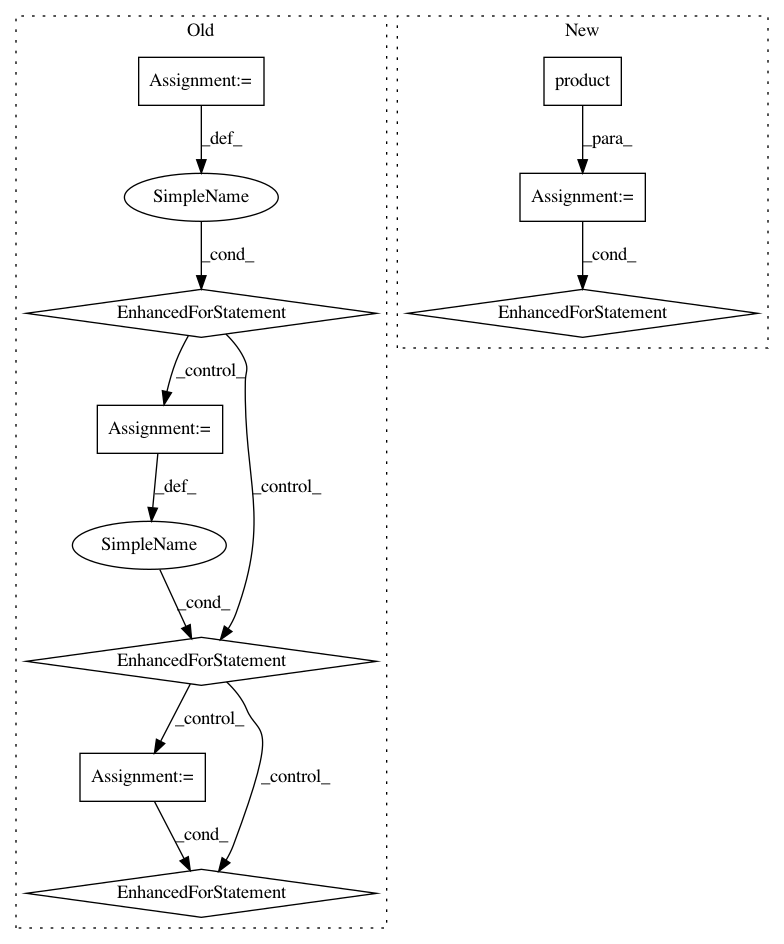 Old
New
Assignment:=
product
_def_
_para_
SimpleName
Assignment:=
_cond_
_cond_
EnhancedForStatement
EnhancedForStatement
_control_
Assignment:=
_def_
_control_
SimpleName
_cond_
EnhancedForStatement
_control_
Assignment:=
_control_
_cond_
EnhancedForStatement